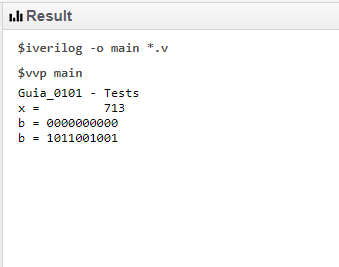 Result
$iverilog -o main *.v
$vvp main
Guia_0101 - Tests
x =         713
b = 0000000000
b = 1011001001